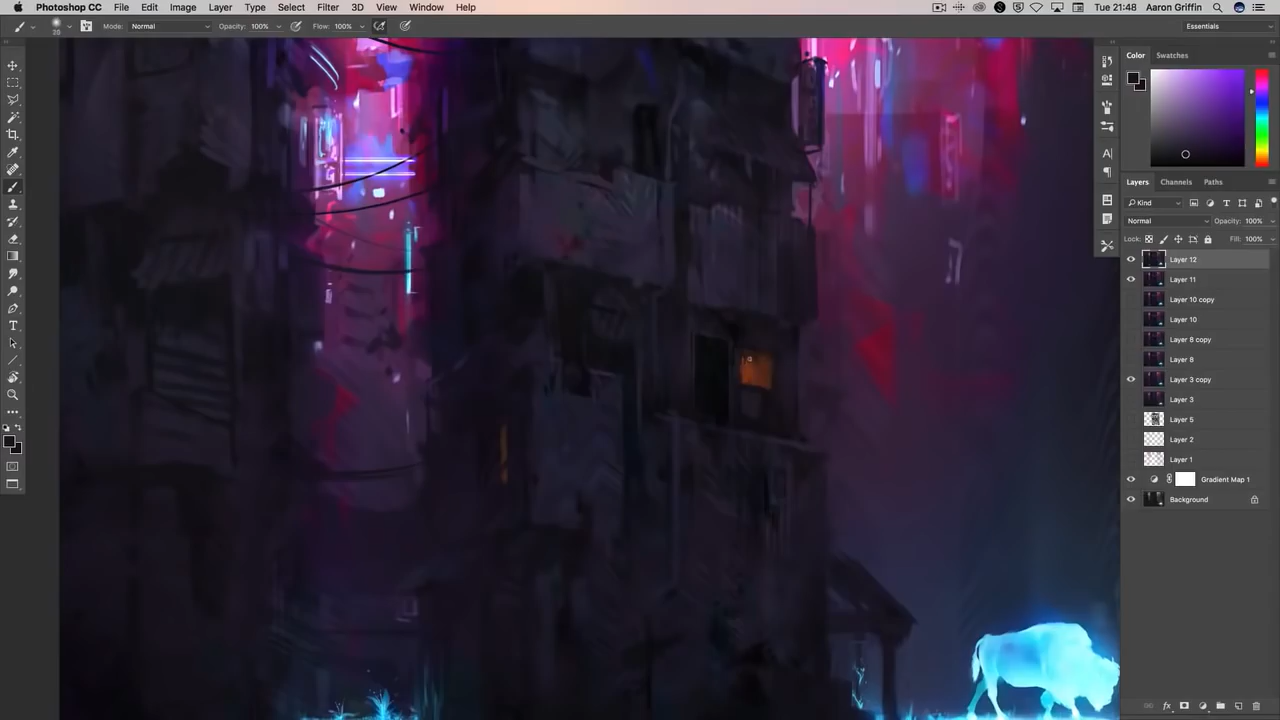 Photoshop CC File Edit Image Layer Type Select Filter 3D View Window Help Tue 21:48 Aaron Griffin
20 Mode: Normal Opacity: 100% Flow: 100% Essentials
Color Swatches
Layers Channels Paths
Kind
Normal Opacity: 100%
Lock: Fill: 100%
Layer 12
Layer 11
Layer 10 copy
Layer 10
Layer 8 copy
Layer 8
Layer 3 copy
Layer 3
Layer 5
Layer 2
Layer 1
Gradient Map 1
Background